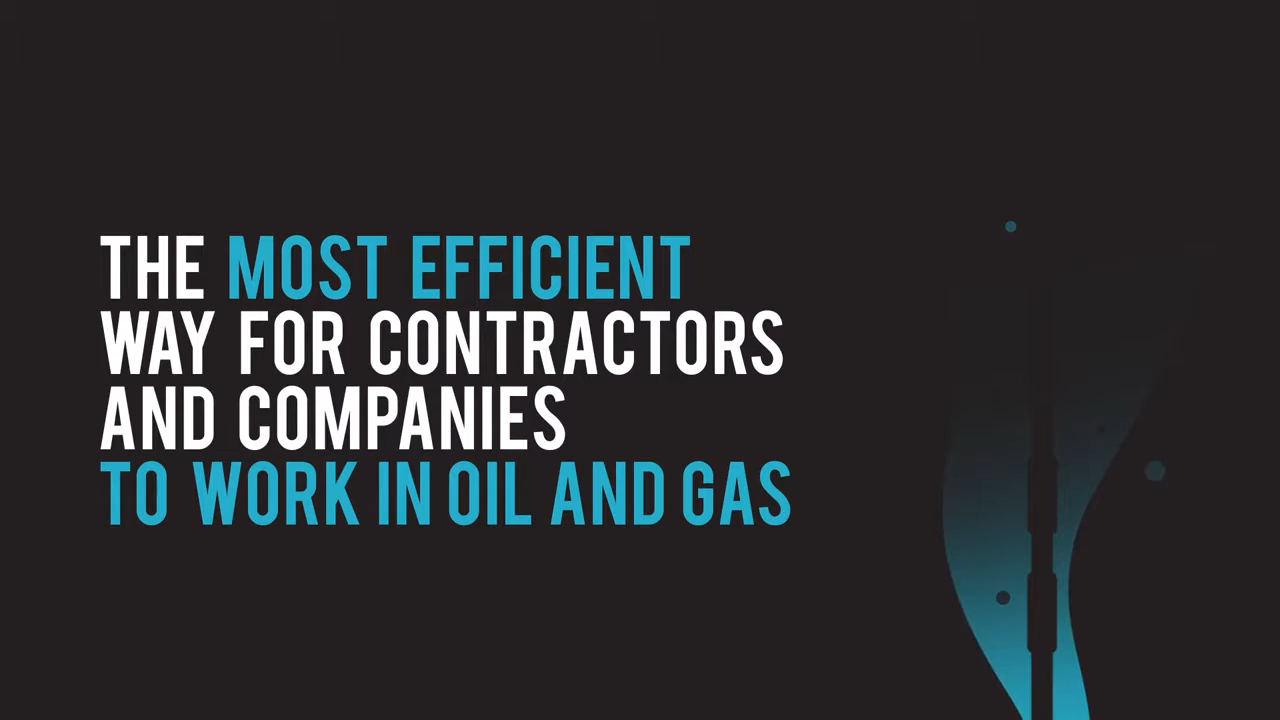 THE MOST EFFICIENT
WAY FOR CONTRACTORS
AND COMPANIES
TO WORK IN OIL AND GAS